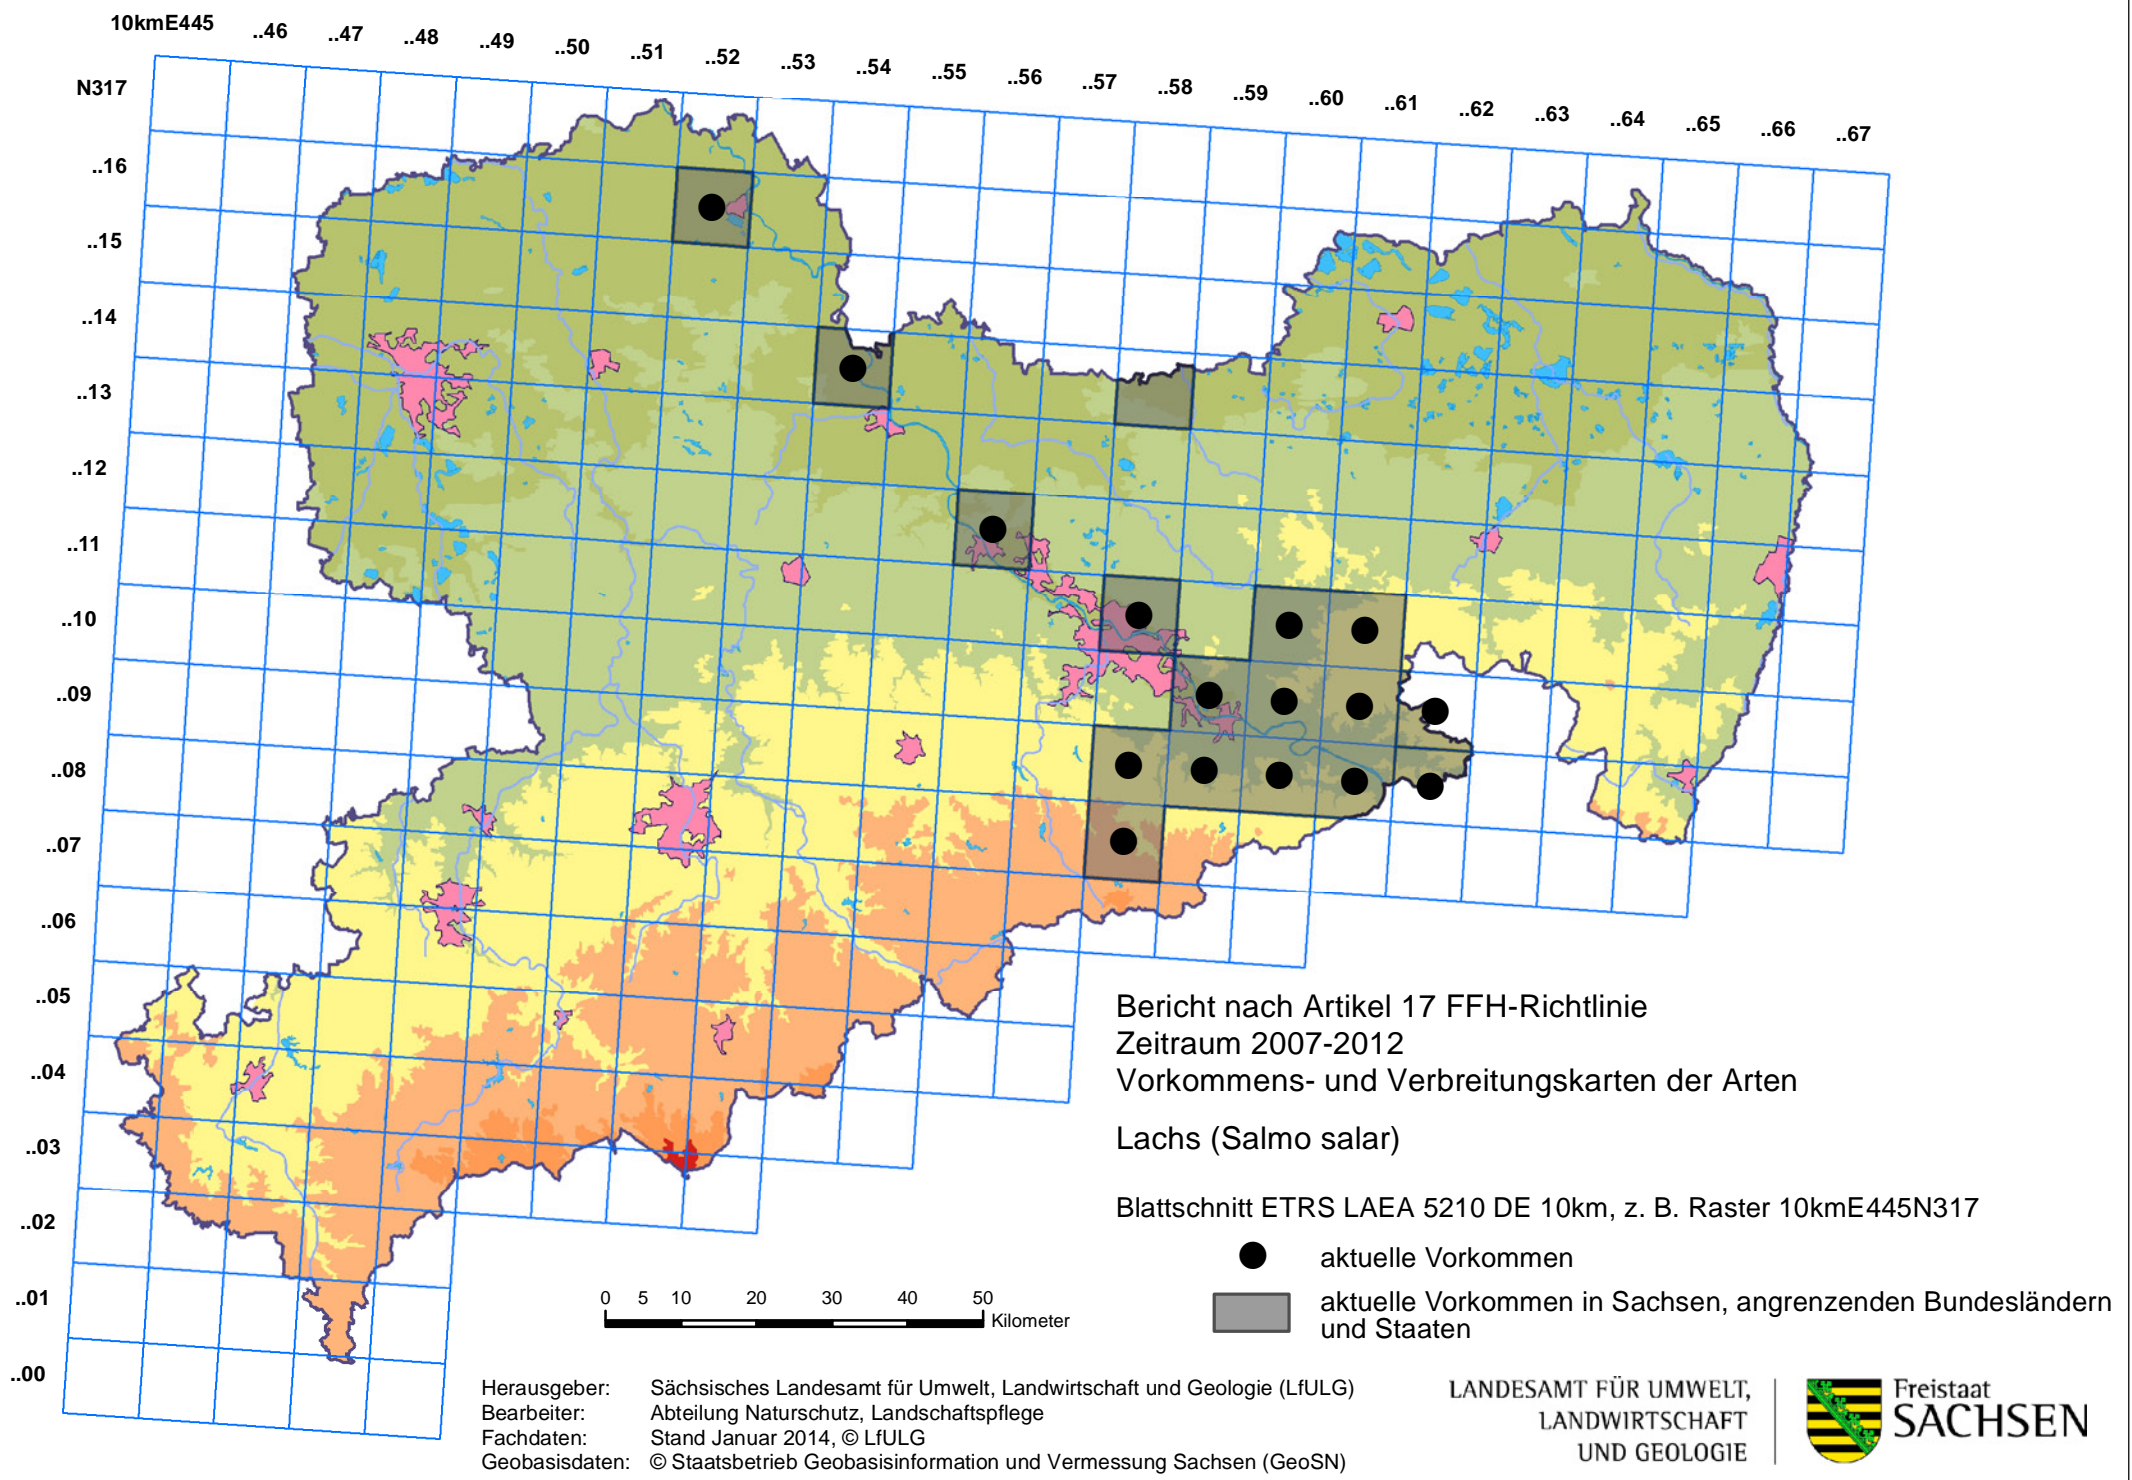 10kmE445 ..46 ..47 ..48 ..49 ..50 ..51 ..52 ..53 ..54 ..55 ..56 ..57 ..58 ..59 ..60 ..61 ..62 ..63 ..64 ..65 ..66 ..67
N317
..16
..15
..14
..13
..12
..11
..10
..09
..08
..07
..06
..05
..04
..03
..02
..01
..00
Bericht nach Artikel 17 FFH-Richtlinie
Zeitraum 2007-2012
Vorkommens- und Verbreitungskarten der Arten
Lachs (Salmo salar)
Blattschnitt ETRS LAEA 5210 DE 10km, z. B. Raster 10kmE445N317
aktuelle Vorkommen
aktuelle Vorkommen in Sachsen, angrenzenden Bundesländern
und Staaten
0 5 10 20 30 40 50
Kilometer
Herausgeber: Sächsisches Landesamt für Umwelt, Landwirtschaft und Geologie (LfULG)
Bearbeiter: Abteilung Naturschutz, Landschaftspflege
Fachdaten: Stand Januar 2014, © LfULG
Geobasisdaten: © Staatsbetrieb Geobasisinformation und Vermessung Sachsen (GeoSN)
LANDESAMT FÜR UMWELT,
LANDWIRTSCHAFT
UND GEOLOGIE
Freistaat
SACHSEN